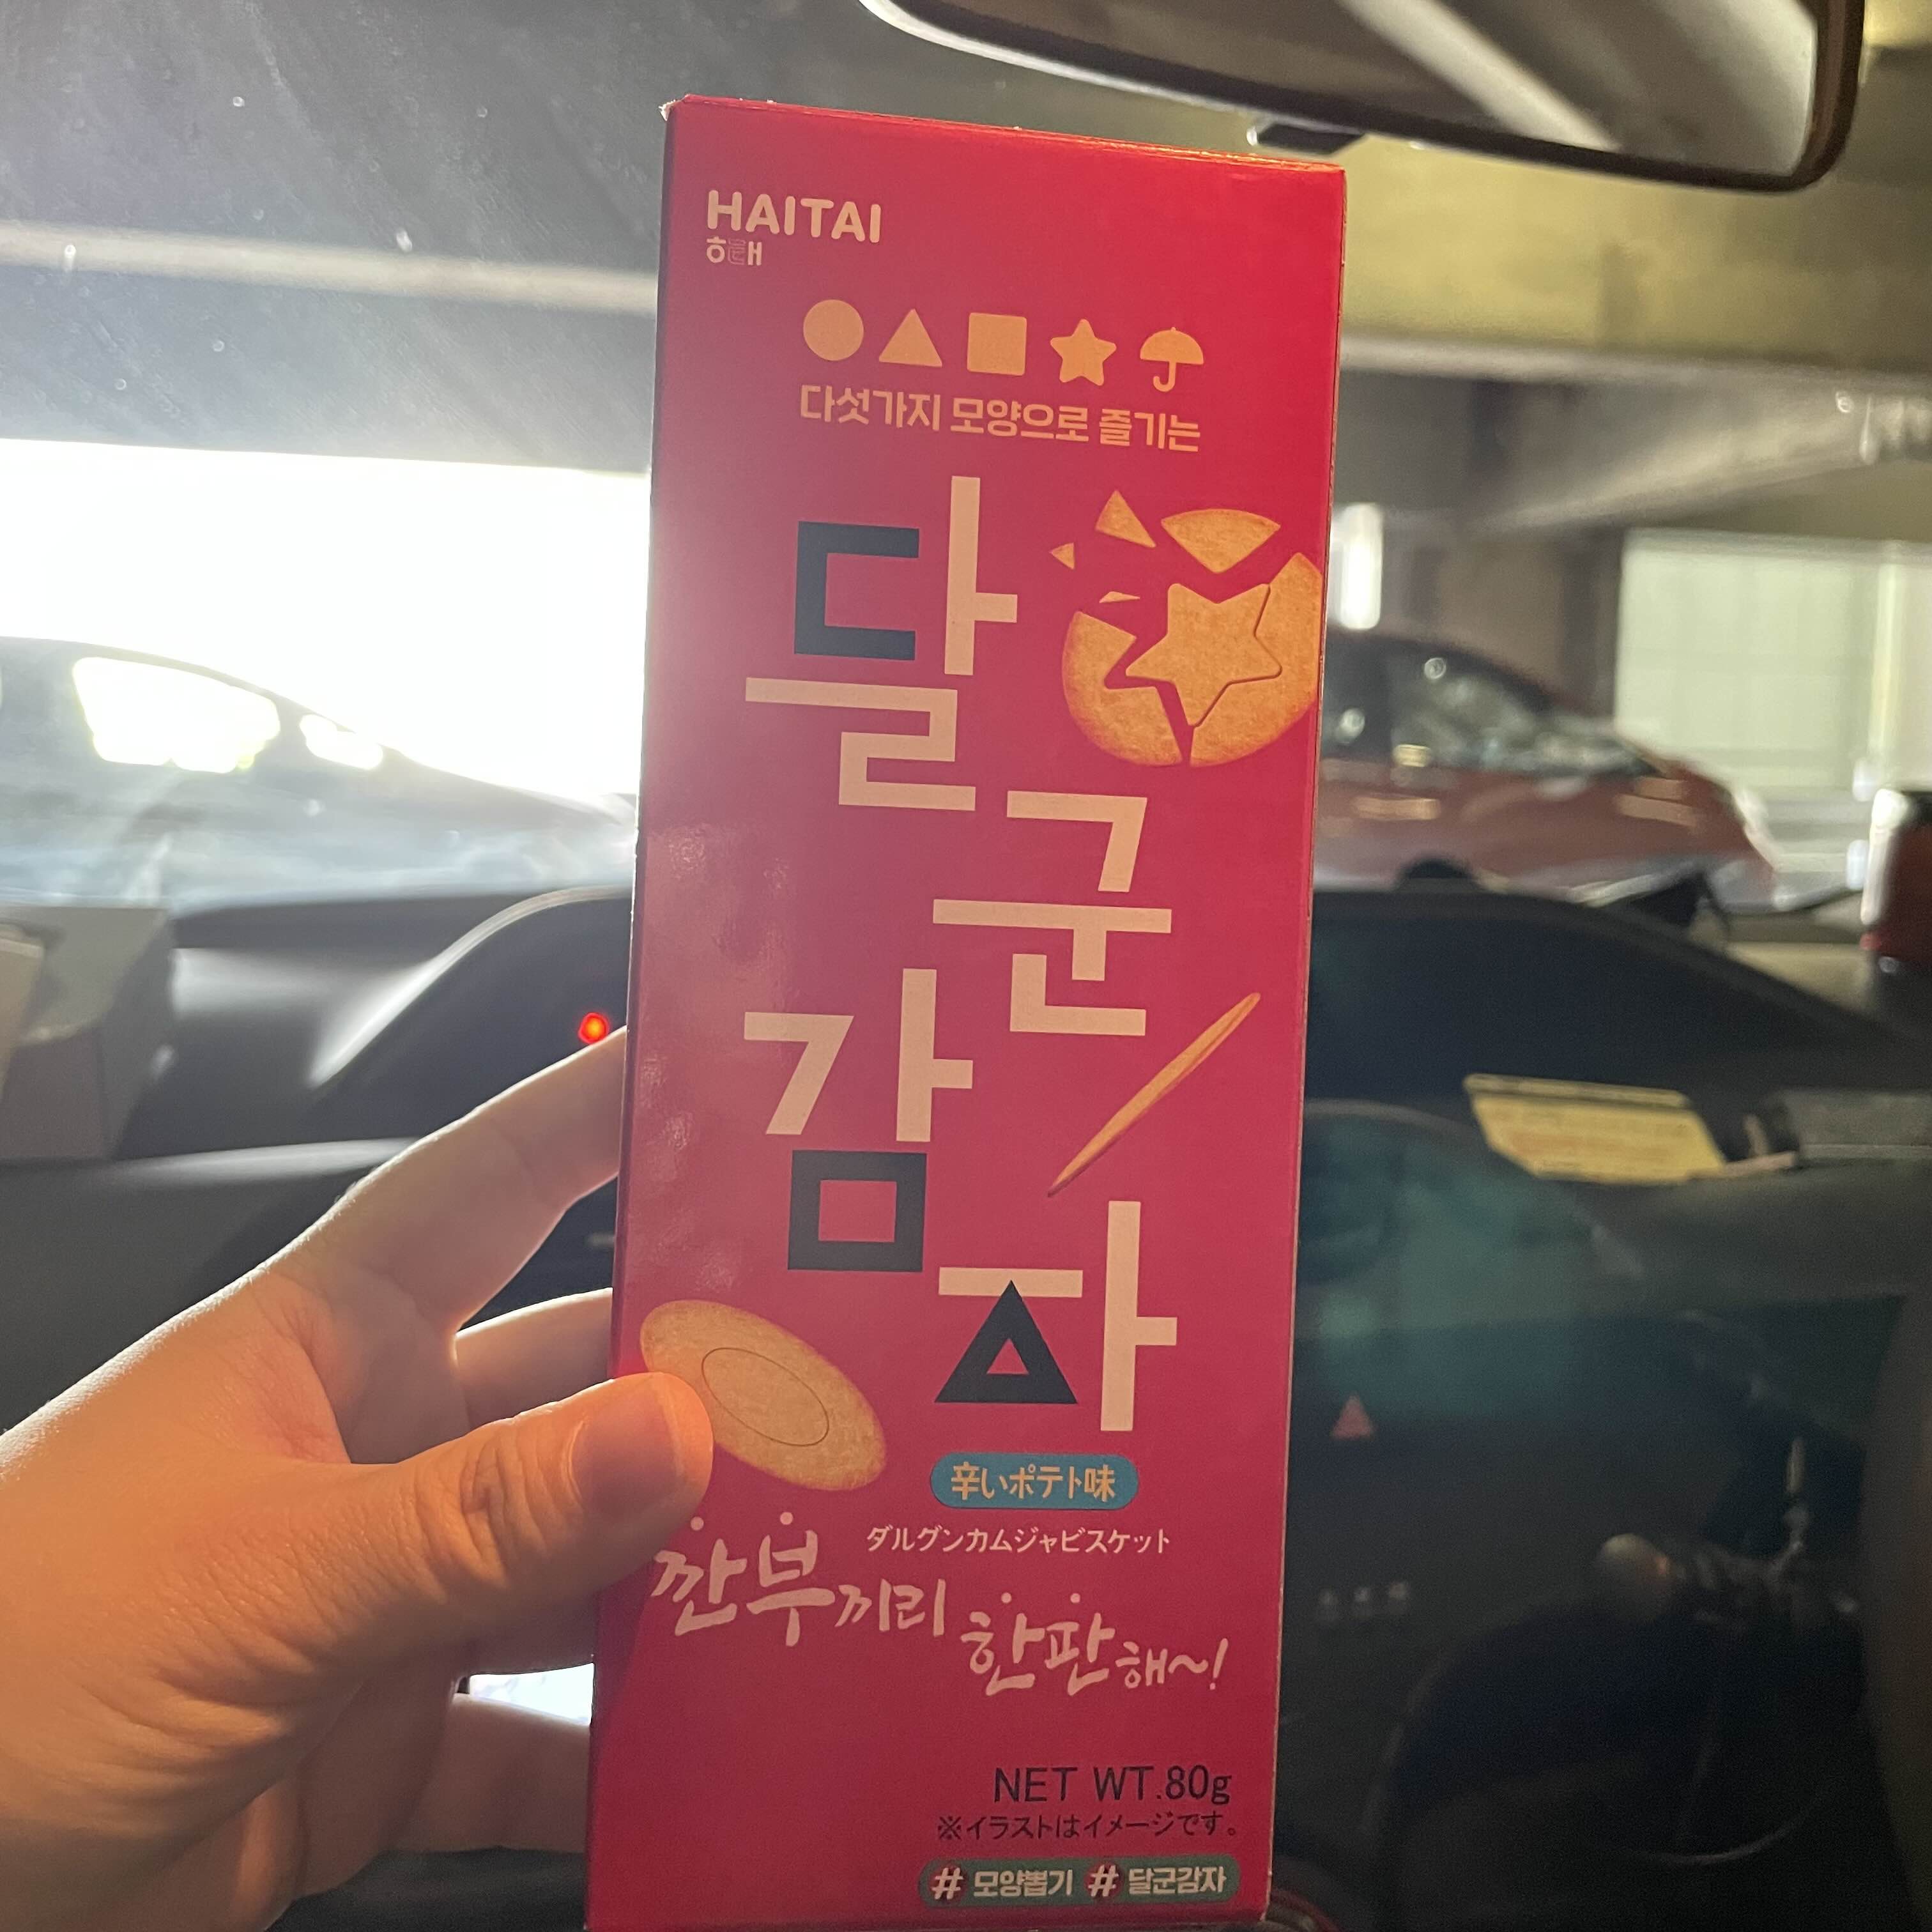 HAITAI
해태
다섯가지 모양으로 즐기는
달군
감자
辛いポテト味
ダルグンカムジャビスケット
깐부끼리 한판해~!
NET WT.80g
※イラストはイメージです。
# 모양뽑기 # 달군감자